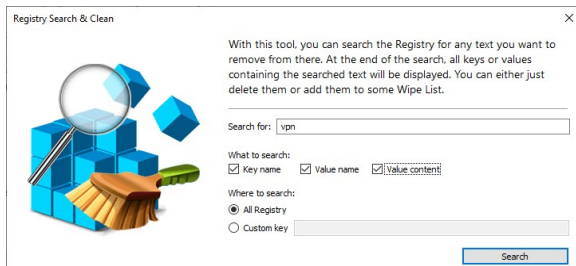 Registry Search & Clean
With this tool, you can search the Registry for any text you want to
remove from there. At the end of the search, all keys or values
containing the searched text will be displayed. You can either just
delete them or add them to some Wipe List.
Search for: vpn
What to search:
Key name Value name Value content
Where to search:
All Registry
Custom key
Search